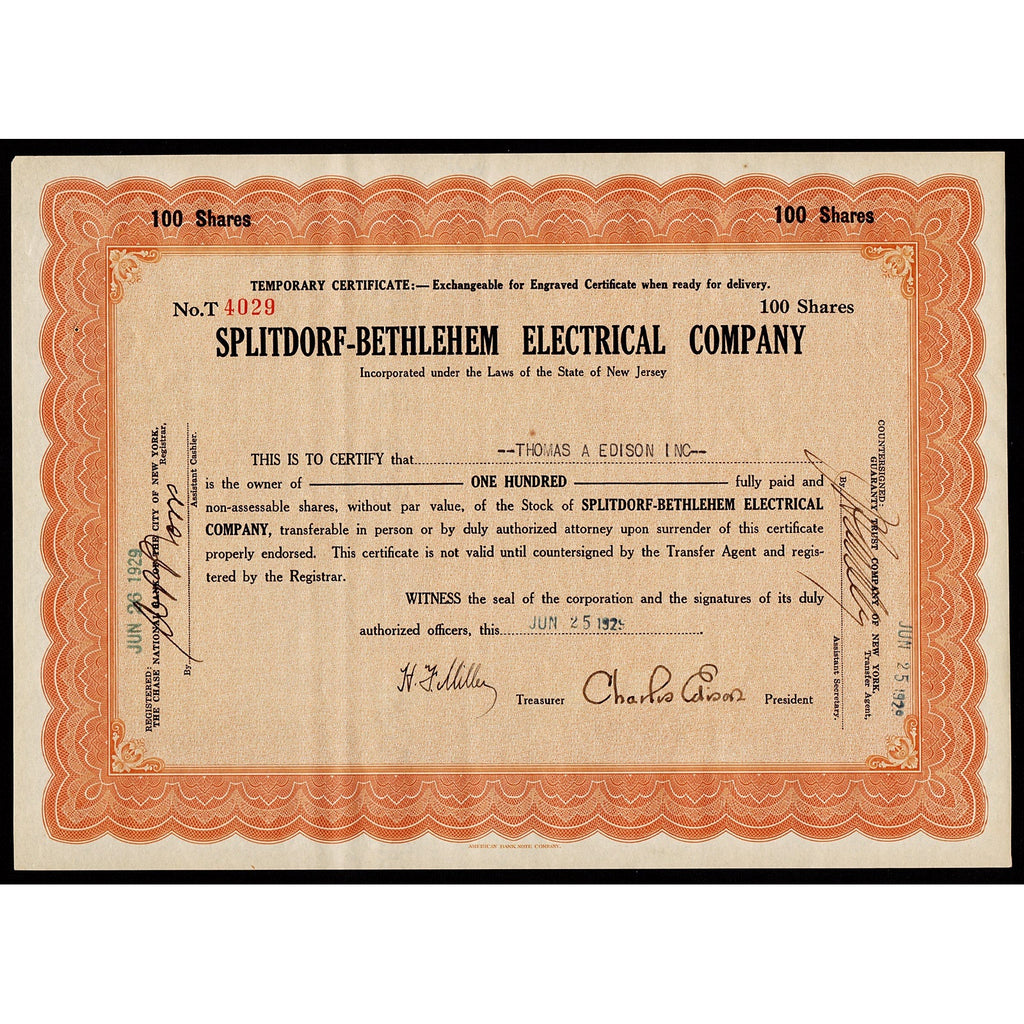 100 Shares
100 Shares
TEMPORARY CERTIFICATE:— Exchangeable for Engraved Certificate when ready for delivery.
No. T 4029
100 Shares
SPLITDORF-BETHLEHEM ELECTRICAL COMPANY
Incorporated under the Laws of the State of New Jersey
THIS IS TO CERTIFY that --THOMAS A EDISON INC--
is the owner of ONE HUNDRED fully paid and
non-assessable shares, without par value, of the Stock of SPLITDORF-BETHLEHEM ELECTRICAL
COMPANY, transferable in person or by duly authorized attorney upon surrender of this certificate
properly endorsed. This certificate is not valid until countersigned by the Transfer Agent and regis-
tered by the Registrar.
WITNESS the seal of the corporation and the signatures of its duly
authorized officers, this JUN 25 1929
H. F. Miller
Treasurer
Charles Edison
President
REGISTERED:
THE CHASE NATIONAL BANK OF THE CITY OF NEW YORK,
Registrar,
By
Assistant Cashier.
JUN 26 1929
COUNTERSIGNED:
GUARANTY TRUST COMPANY OF NEW YORK
Transfer Agent,
By
Assistant Secretary.
JUN 25
AMERICAN BANK NOTE COMPANY.